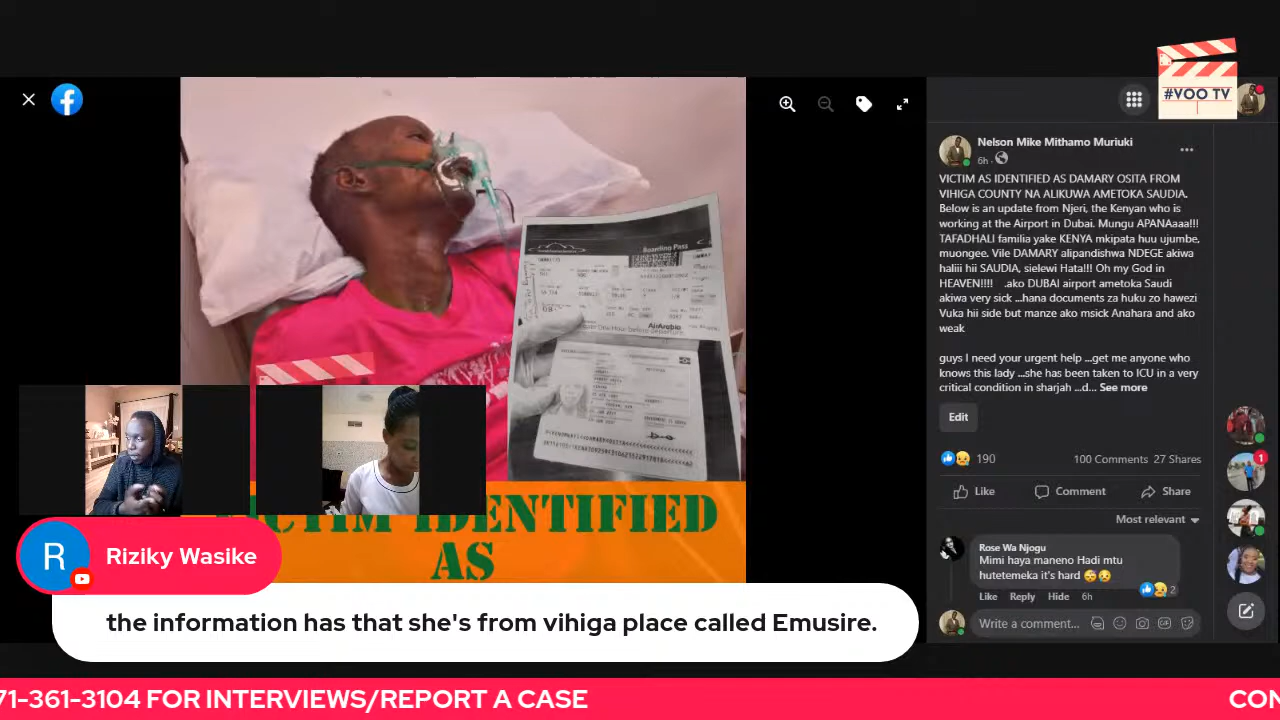 #VOO TV
Nelson Mike Mithamo Muriuki
6h
VICTIM AS IDENTIFIED AS DAMARY OSITA FROM
VIHIGA COUNTY NA ALIKUWA AMETOKA SAUDIA.
Below is an update from Njeri, the Kenyan who is
working at the Airport in Dubai. Mungu APANAaaa!!!
TAFADHALI familia yake KENYA mkipata huu ujumbe,
muongee. Vile DAMARY alipandishwa NDEGE akiwa
haliii hii SAUDIA, sielewi Hata!!! Oh my God in
HEAVEN!!!! .ako DUBAI airport ametoka Saudi
akiwa very sick ...hana documents za huku zo hawezi
Vuka hii side but manze ako msick Anahara and ako
weak
guys I need your urgent help ...get me anyone who
knows this lady ...she has been taken to ICU in a very
critical condition in sharjah ...d... See more
Edit
190
100 Comments 27 Shares
Like Comment Share
Most relevant
Rose Wa Njogu
Mimi haya maneno Hadi mtu
hutetemeka it's hard
2
Like Reply Hide 6h
Write a comment...
1
Boarding Pass
AirArabia
IDENTIFIED
AS
R
Riziky Wasike
the information has that she's from vihiga place called Emusire.
71-361-3104 FOR INTERVIEWS/REPORT A CASE
CON